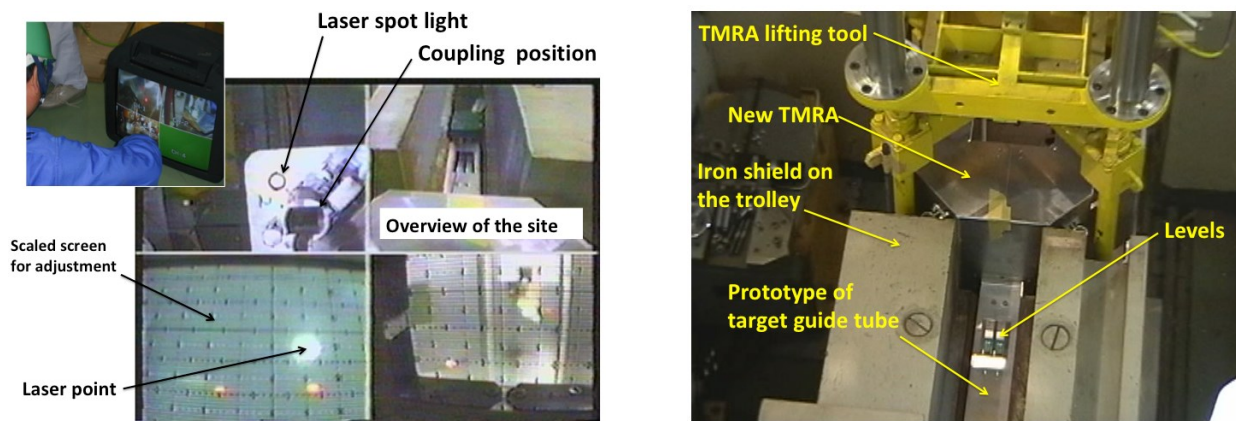 Laser spot light
Coupling position
Overview of the site
Scaled screen
for adjustment
Laser point
TMRA lifting tool
New TMRA
Iron shield on
the trolley
Levels
Prototype of
target guide tube